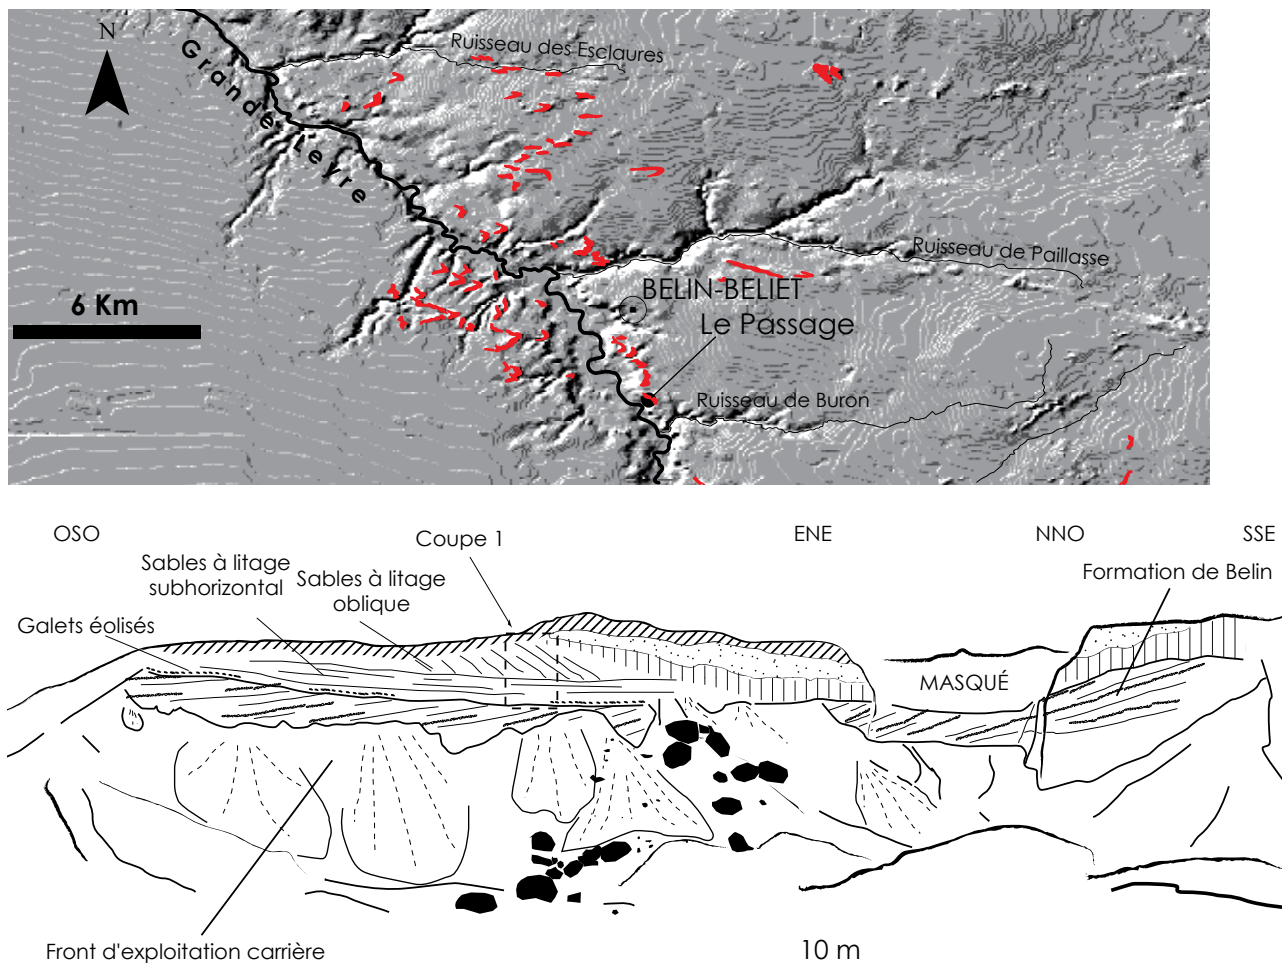 N
Ruisseau des Esclaures
Grande Leyre
Ruisseau de Paillasse
BELIN-BELIET
6 Km
Le Passage
Ruisseau de Buron
OSO
Coupe 1
ENE
NNO
SSE
Sables à litage
subhorizontal
Sables à litage
oblique
Formation de Belin
Galets éolisés
MASQUÉ
Front d'exploitation carrière
10 m